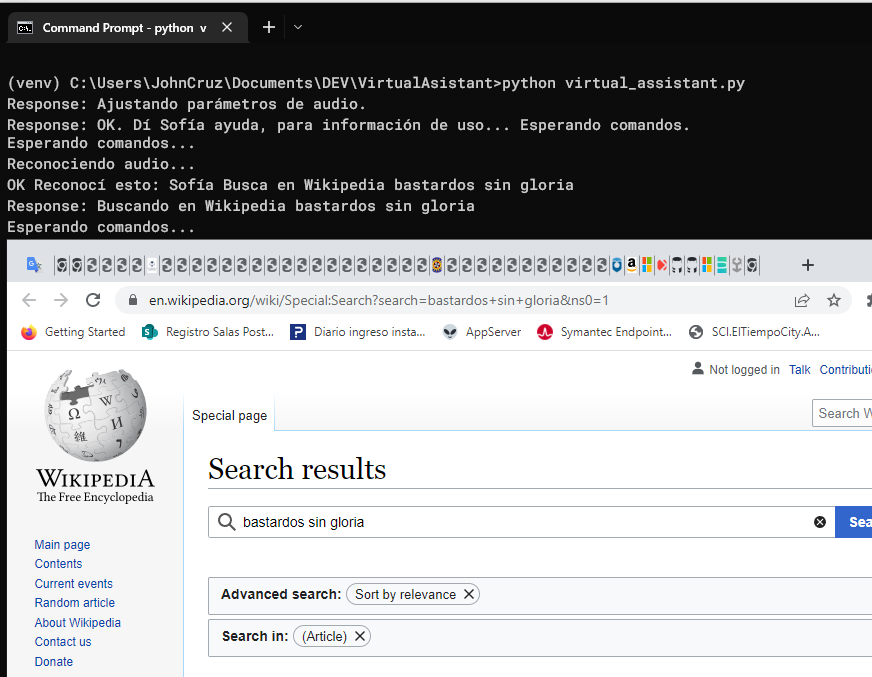 Command Prompt - python v
(venv) C:\Users\JohnCruz\Documents\DEV\VirtualAsistant>python virtual_assistant.py
Response: Ajustando parámetros de audio.
Response: OK. Dí Sofía ayuda, para información de uso... Esperando comandos.
Esperando comandos...
Reconociendo audio...
OK Reconocí esto: Sofía Busca en Wikipedia bastardos sin gloria
Response: Buscando en Wikipedia bastardos sin gloria
Esperando comandos...
en.wikipedia.org/wiki/Special:Search?search=bastardos+sin+gloria&ns0=1
Getting Started Registro Salas Post... Diario ingreso insta... AppServer Symantec Endpoint... SCI.ElTiempoCity.A...
Not logged in Talk Contributi
Special page
Search W
WIKIPEDIA
The Free Encyclopedia
Search results
bastardos sin gloria
Sea
Main page
Contents
Current events
Random article
About Wikipedia
Contact us
Donate
Advanced search: Sort by relevance
Search in: (Article)